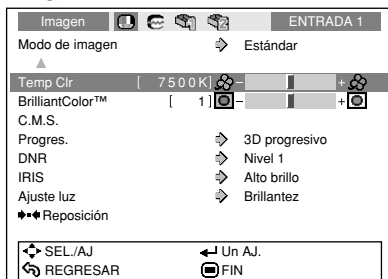 Imagen ENTRADA 1
Modo de imagen Estándar
Temp Clr [ 7500K] - +
BrilliantColor™ [ 1] - +
C.M.S.
Progres. 3D progresivo
DNR Nivel 1
IRIS Alto brillo
Ajuste luz Brillantez
Reposición
SEL./AJ Un AJ.
REGRESAR FIN